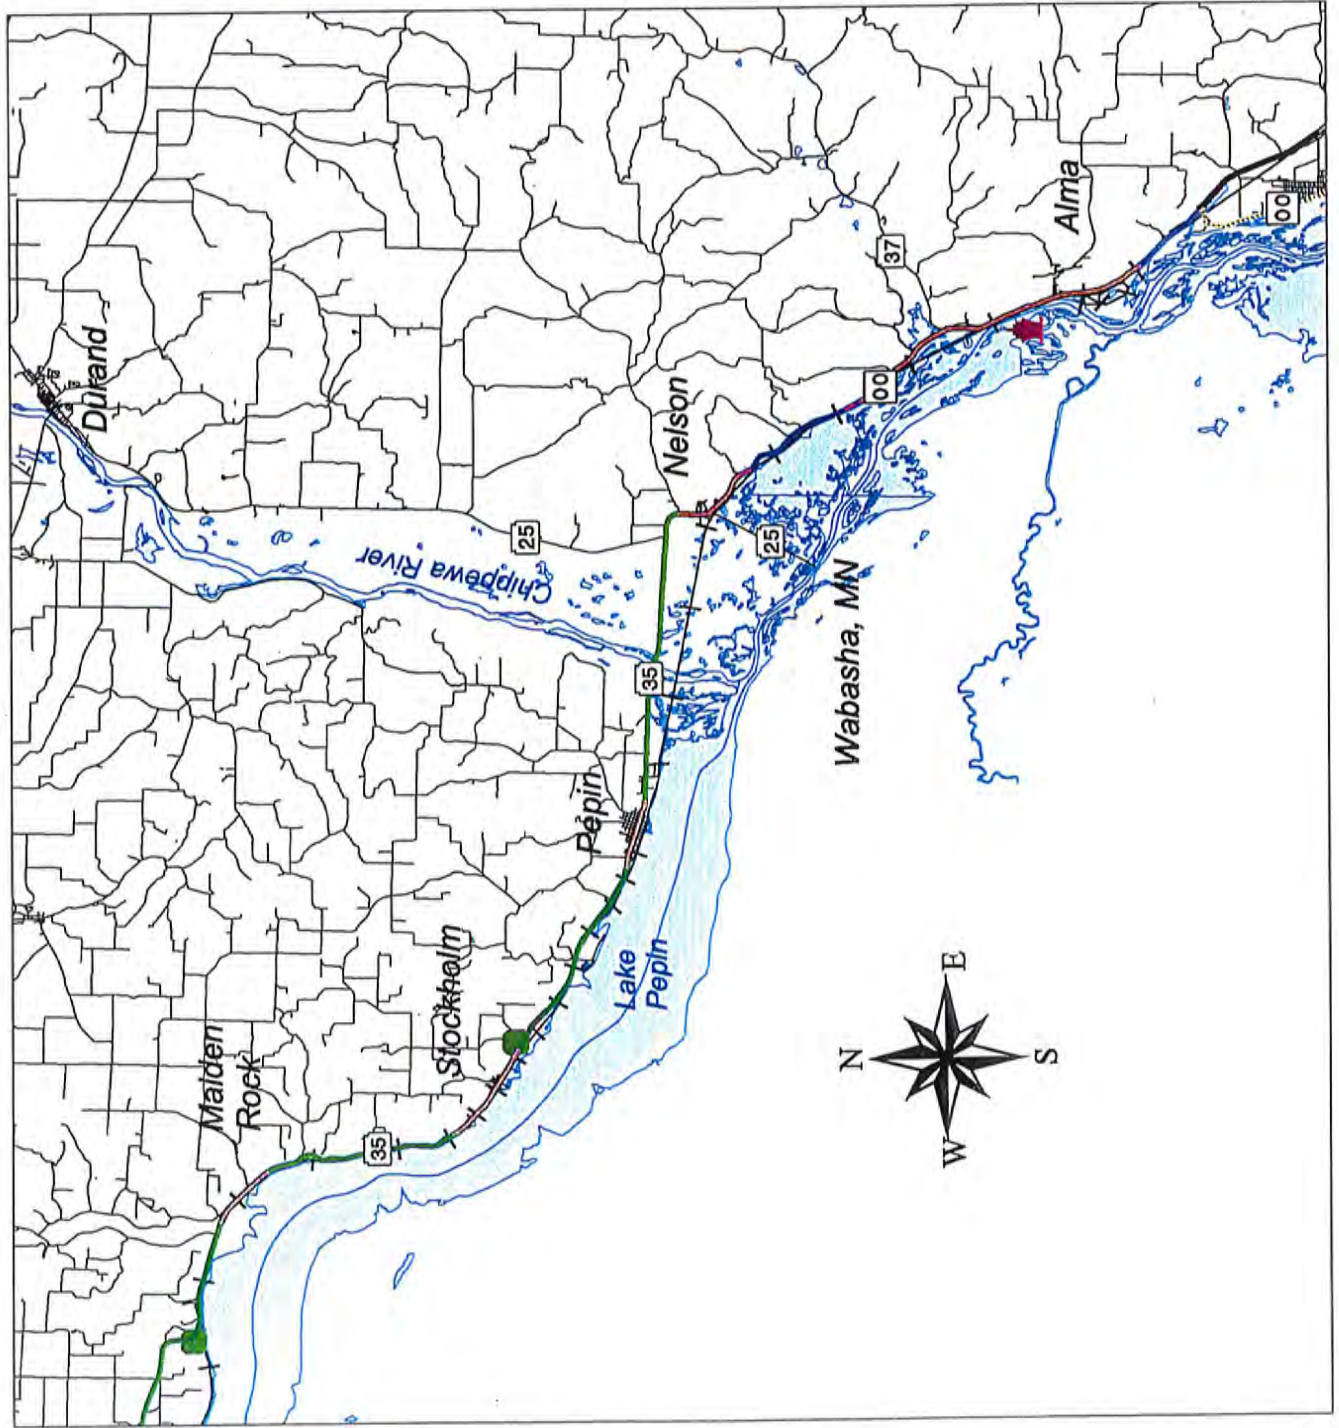 Durand
Alma
37
00
Nelson
00
25
Chippewa River
25
35
Wabasha, MN
Pepin
Lake
Pepin
Stockholm
Maiden
Rock
35
N
E
S
W